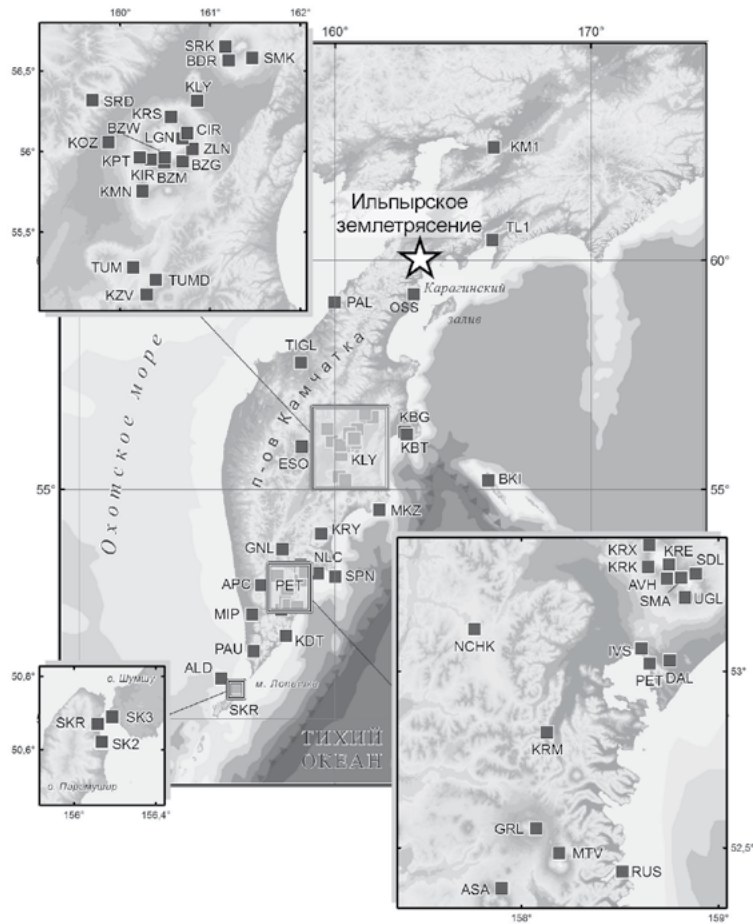 160°
161°
162°
56,5°
56°
55,5°
SRK
BDR
SMK
KLY
SRD
KRS
BZW
LGN
CIR
KOZ
ZLN
KPT
BZG
KIR
BZM
KMN
TUM
TUMD
KZV
160°
170°
KM1
Ильпырское
землетрясение
TL1
60°
Карагинский
залив
OSS
PAL
TIGL
Охотское море
п-ов Камчатка
KBG
KBT
KLY
ESO
BKI
55°
55°
MKZ
KRY
GNL
NLC
SPN
APC
PET
MIP
KDT
PAU
ALD
м. Лопатка
SKR
ТИХИЙ
ОКЕАН
50,8°
50,6°
о. Шумшу
SKR
SK3
SK2
о. Парамушир
156°
156,4°
KRX
KRE
KRK
SDL
AVH
SMA
UGL
NCHK
IVS
53°
PET
DAL
KRM
GRL
MTV
52,5°
RUS
ASA
158°
159°